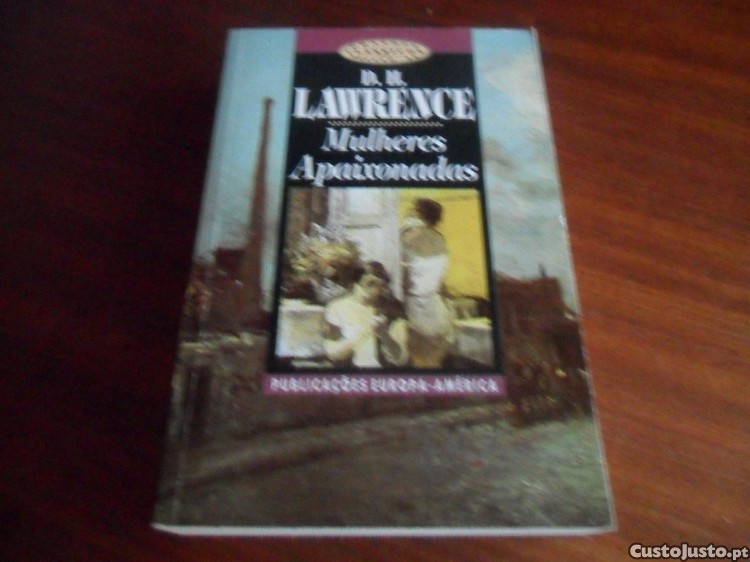 D. H.
LAWRENCE
Mulheres
Apaixonadas
PUBLICAÇÕES EUROPA-AMÉRICA
CustoJusto.pt